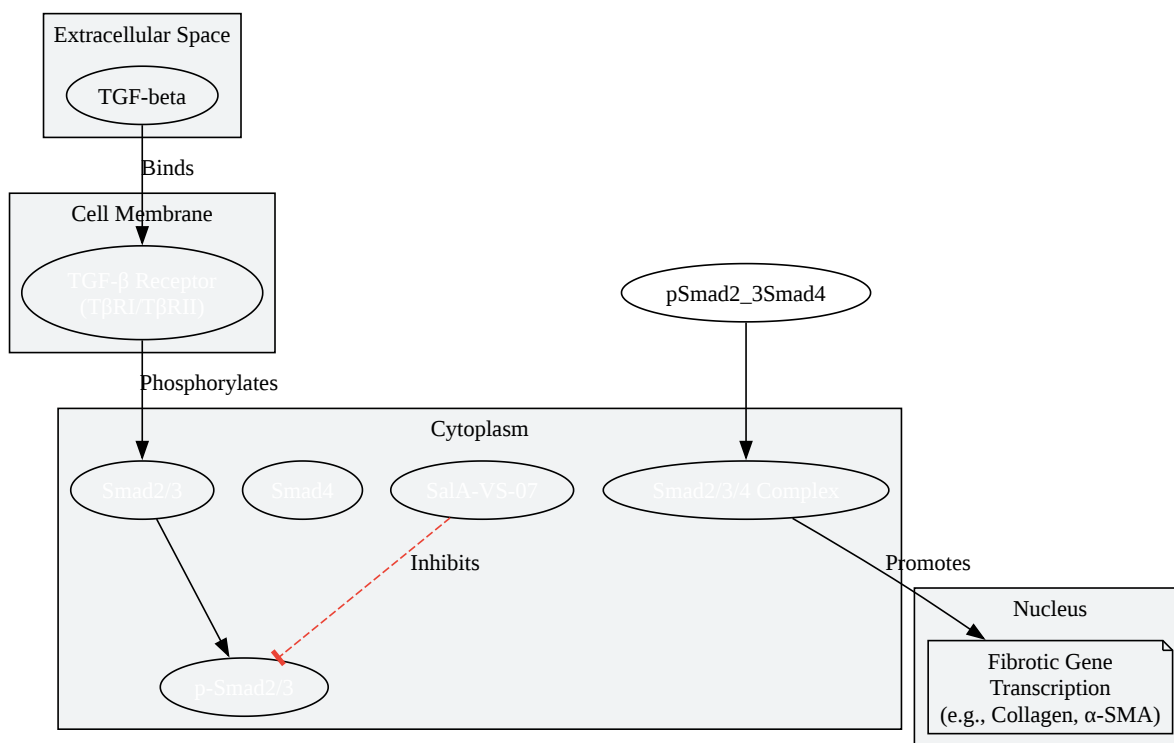 Extracellular Space
TGF-beta
Binds
Cell Membrane
TGF-β Receptor
(TβRI/TβRII)
pSmad2_3Smad4
Phosphorylates
Cytoplasm
Smad2/3
Smad4
SalA-VS-07
Smad2/3/4 Complex
Inhibits
Promotes
Nucleus
p-Smad2/3
Fibrotic Gene
Transcription
(e.g., Collagen, α-SMA)